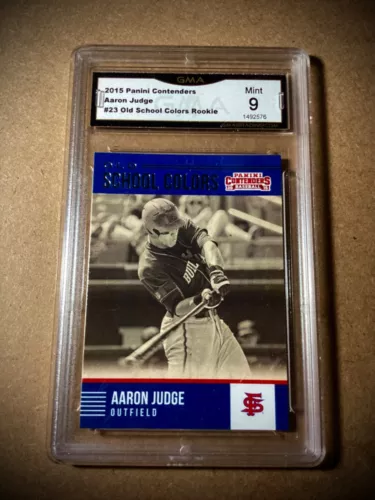 GMA
2015 Panini Contenders
Aaron Judge
#23 Old School Colors Rookie
Mint
9
1492576
SCHOOL COLORS
PANINI
CONTENDERS
BASEBALL
AARON JUDGE
OUTFIELD
FS